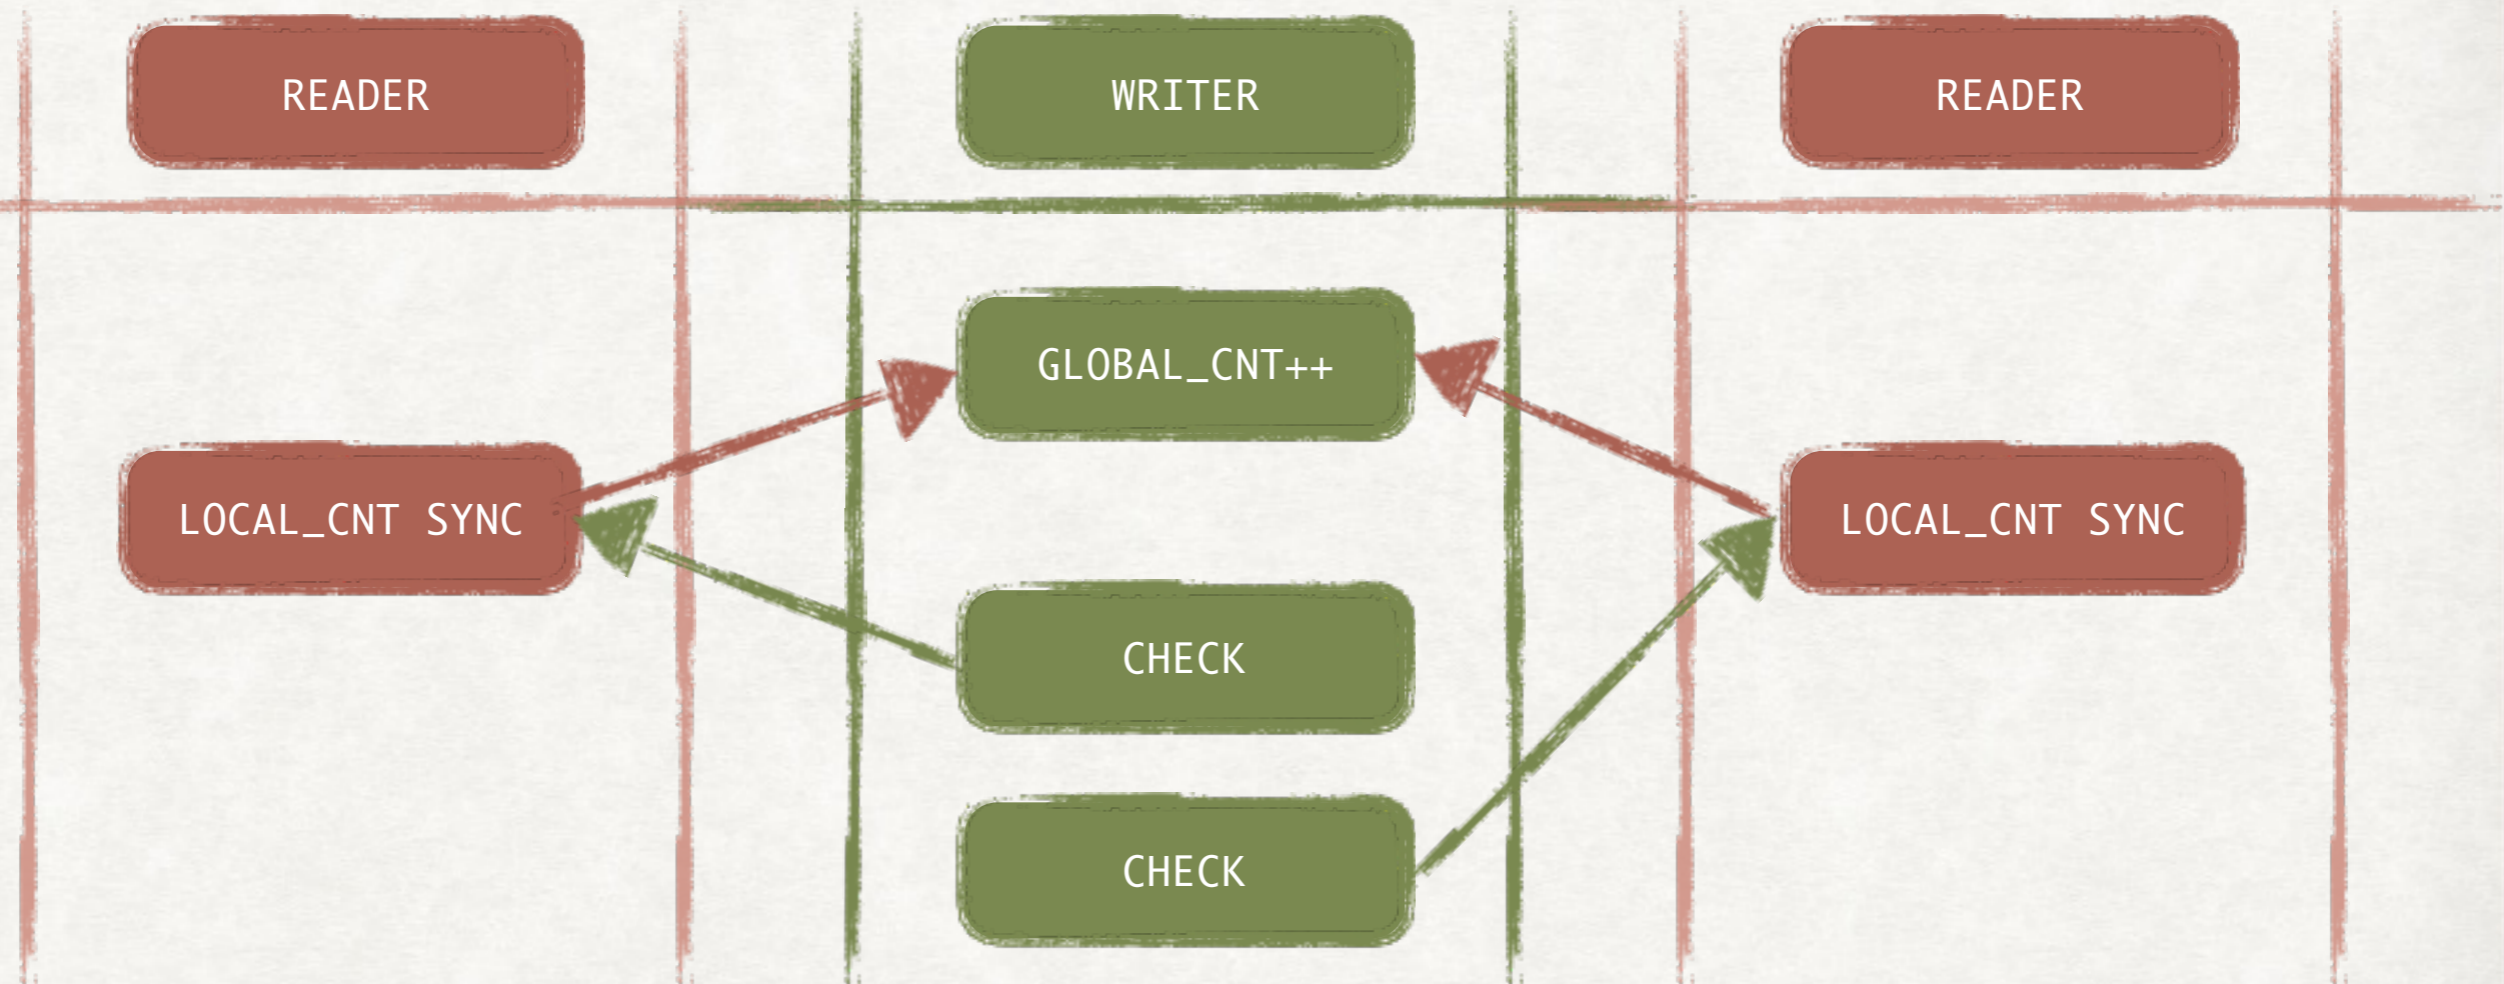 READER
WRITER
READER
GLOBAL_CNT++
LOCAL_CNT SYNC
LOCAL_CNT SYNC
CHECK
CHECK